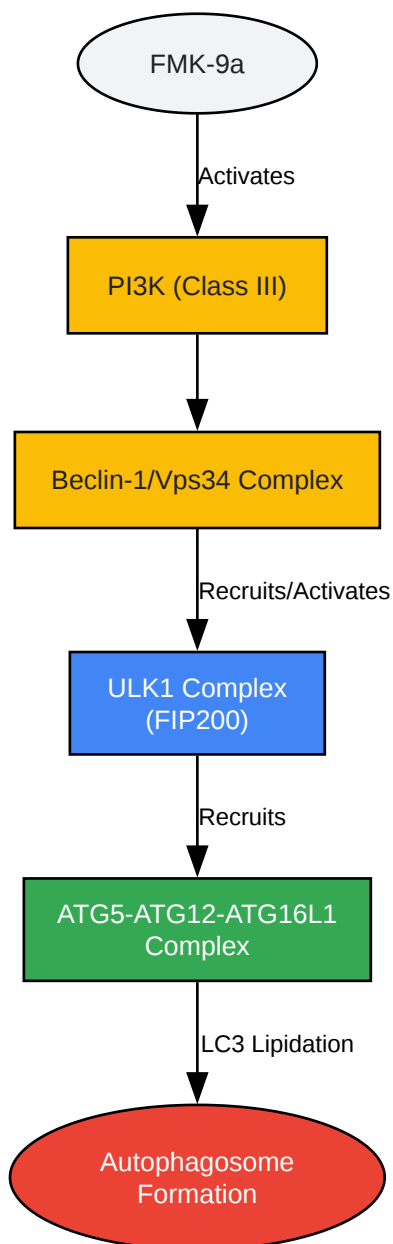 FMK-9a
Activates
PI3K (Class III)
Beclin-1/Vps34 Complex
Recruits/Activates
ULK1 Complex
(FIP200)
Recruits
ATG5-ATG12-ATG16L1
Complex
LC3 Lipidation
Autophagosome
Formation